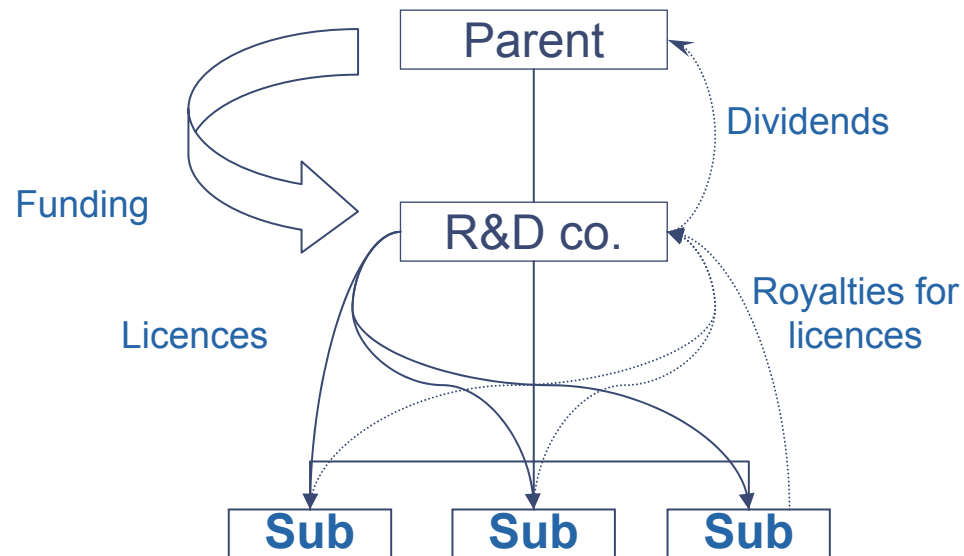 Parent
Dividends
Funding
R&D co.
Licences
Royalties for
licences
Sub
Sub
Sub